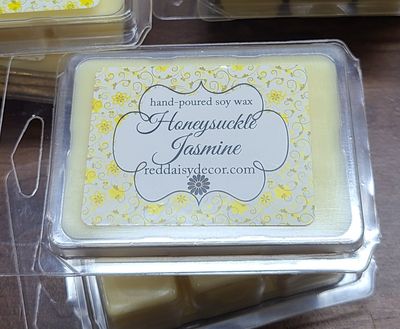 hand-poured soy wax
Honeysuckle
Jasmine
reddaisydecor.com